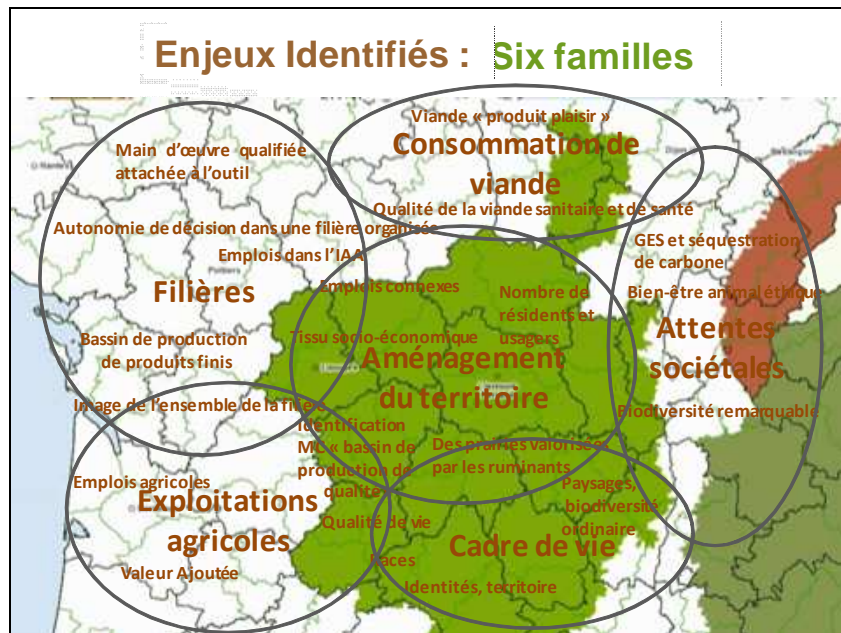 Enjeux Identifiés : Six familles
Viande « produit plaisir »
Consommation de
viande
Qualité de la viande sanitaire et de santé
Main d'œuvre qualifiée
attachée à l'outil
Autonomie de décision dans une filière organisée
Emplois dans l'IAA
Filières
Bassin de production
de produits finis
Image de l'ensemble de la filière
GES et séquestration
de carbone
Bien-être animal éthique
Attentes
sociétales
Biodiversité remarquable
Emplois connexes
Nombre de
résidents et
usagers
Tissu socio-économique
Aménagement
du territoire
Identification
MC « bassin de
production de
qualité
Des prairies valorisées
par les ruminants
Emplois agricoles
Exploitations
agricoles
Valeur Ajoutée
Qualité de vie
Races
Paysages,
biodiversité
ordinaire
Cadre de vie
Identités, territoire